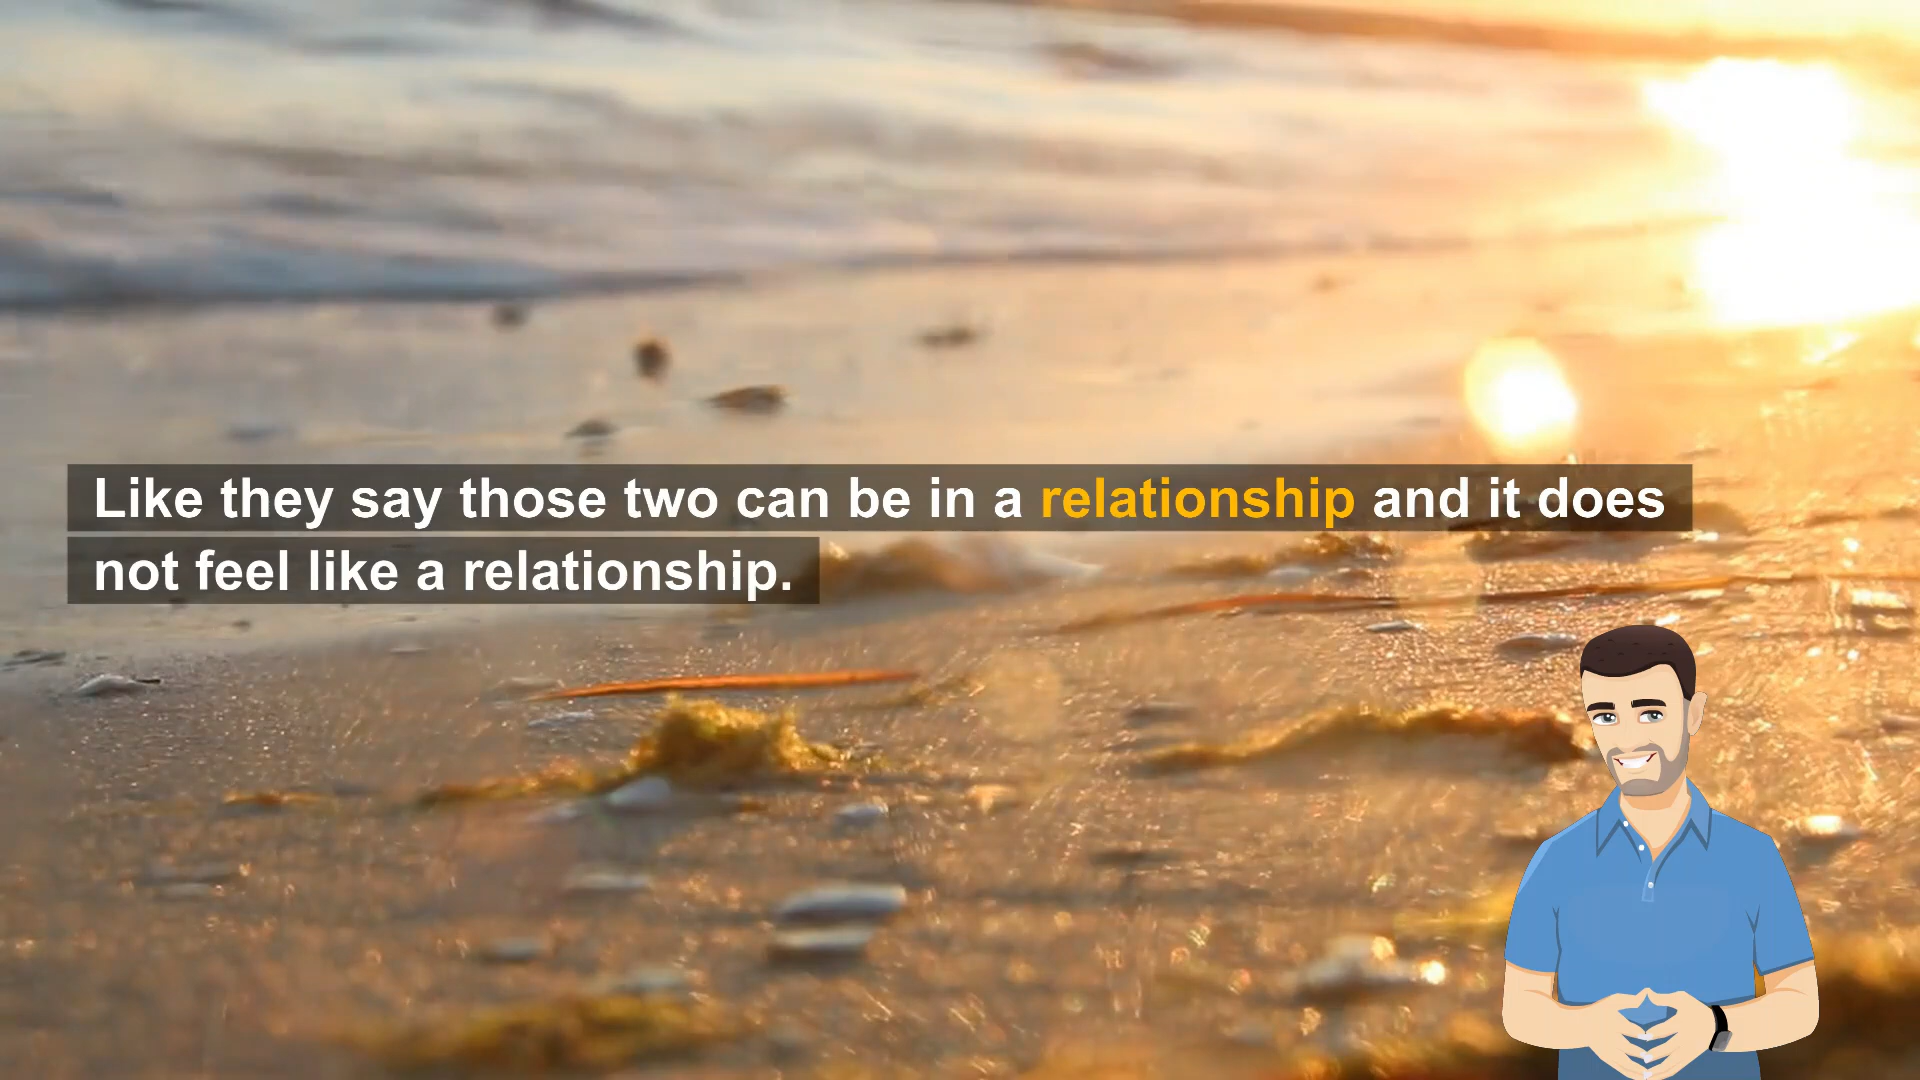 Like they say those two can be in a relationship and it does
not feel like a relationship.